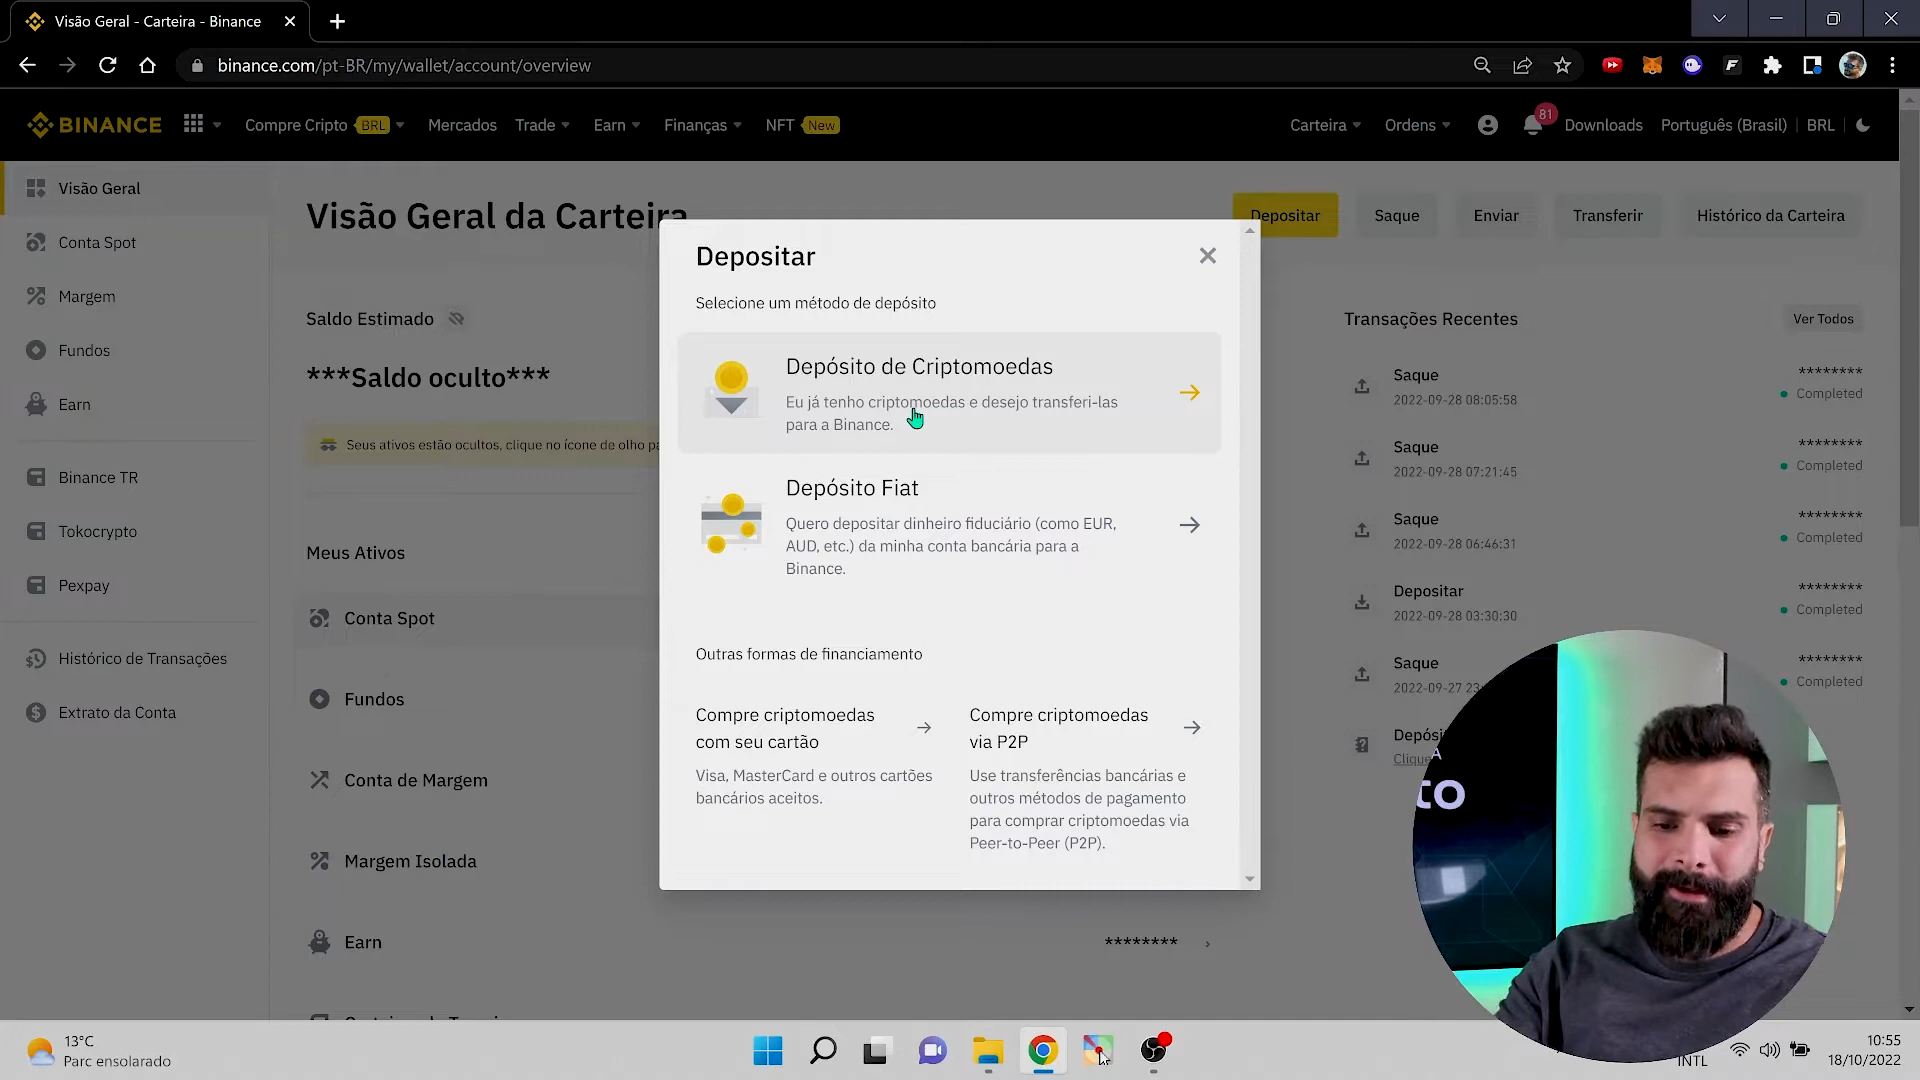 Visão Geral - Carteira - Binance
binance.com/pt-BR/my/wallet/account/overview
BINANCE
Compre Cripto BRL
Mercados
Trade
Earn
Finanças
NFT New
Carteira
Ordens
81
Downloads
Português (Brasil)
BRL
Visão Geral
Conta Spot
Margem
Fundos
Earn
Binance TR
Tokocrypto
Pexpay
Histórico de Transações
Extrato da Conta
Visão Geral da Carteira
Depositar
Saque
Enviar
Transferir
Histórico da Carteira
Saldo Estimado
***Saldo oculto***
Seus ativos estão ocultos, clique no ícone de olho
Meus Ativos
Conta Spot
Fundos
Conta de Margem
Margem Isolada
Earn
********
Depositar
Selecione um método de depósito
Depósito de Criptomoedas
Eu já tenho criptomoedas e desejo transferi-las
para a Binance.
Depósito Fiat
Quero depositar dinheiro fiduciário (como EUR,
AUD, etc.) da minha conta bancária para a
Binance.
Outras formas de financiamento
Compre criptomoedas
com seu cartão
Visa, MasterCard e outros cartões
bancários aceitos.
Compre criptomoedas
via P2P
Use transferências bancárias e
outros métodos de pagamento
para comprar criptomoedas via
Peer-to-Peer (P2P).
Transações Recentes
Ver Todos
Saque
********
2022-09-28 08:05:58
Completed
Saque
********
2022-09-28 07:21:45
Completed
Saque
********
2022-09-28 06:46:31
Completed
Depositar
********
2022-09-28 03:30:30
Completed
Saque
********
2022-09-27
Completed
13°C
Parc ensolarado
INTL
10:55
18/10/2022